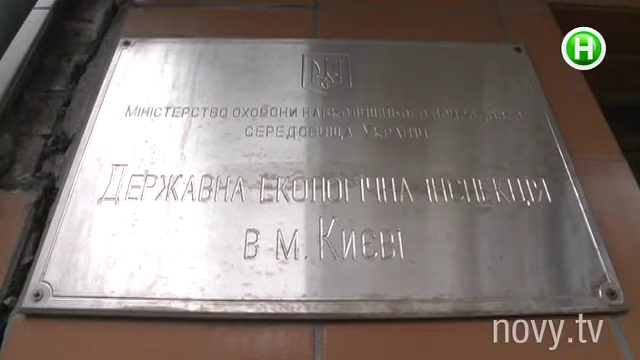 Н
Міністерство охорони навколишнього природного
середовища України
Державна екологічна інспекція
в м. Києві
novy.tv